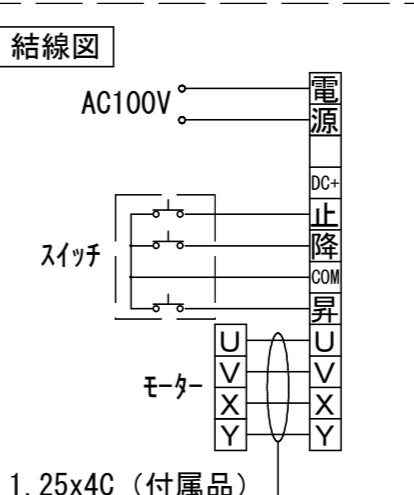 結線図
AC100V
電
源
DC+
止
降
COM
昇
スイッチ
U
V
X
Y
モーター
U
V
X
Y
1.25x4C (付属品)